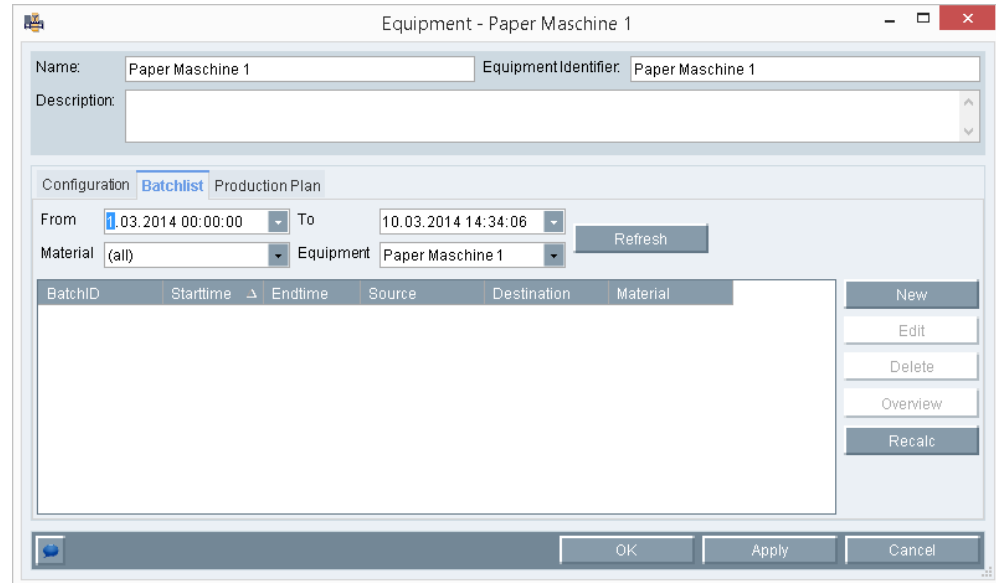 Equipment - Paper Maschine 1
Name: Paper Maschine 1 EquipmentIdentifier: Paper Maschine 1
Description:
Configuration Batchlist Production Plan
From 1.03.2014 00:00:00 To 10.03.2014 14:34:06 Refresh
Material (all) Equipment Paper Maschine 1
BatchID Starttime Endtime Source Destination Material New
Edit
Delete
Overview
Recalc
OK Apply Cancel